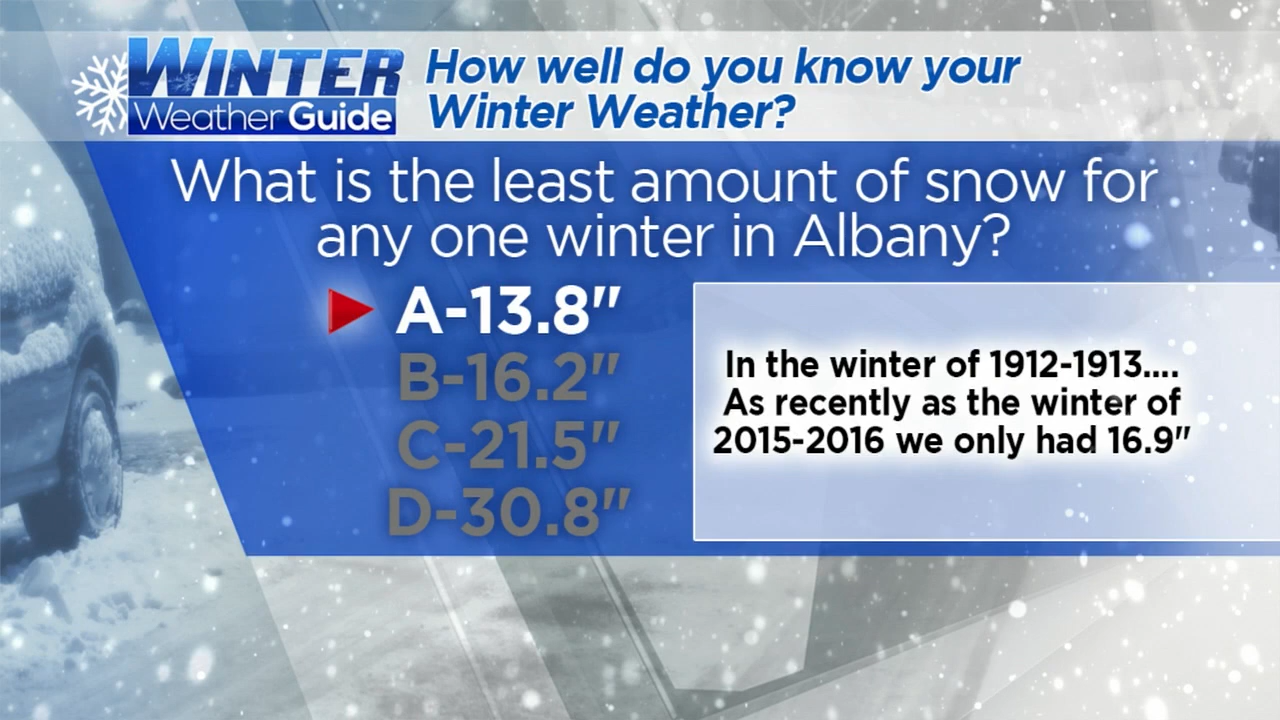 WINTER
Weather Guide
How well do you know your
Winter Weather?
What is the least amount of snow for
any one winter in Albany?
A-13.8"
B-16.2"
C-21.5"
D-30.8"
In the winter of 1912-1913....
As recently as the winter of
2015-2016 we only had 16.9"